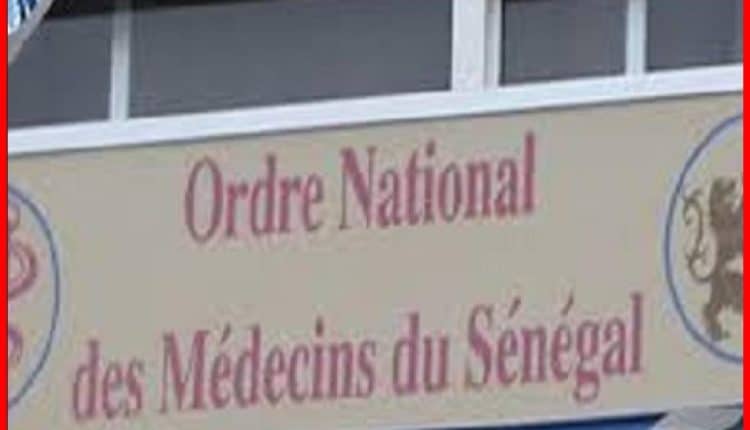 Ordre National
des Médecins du Sénégal